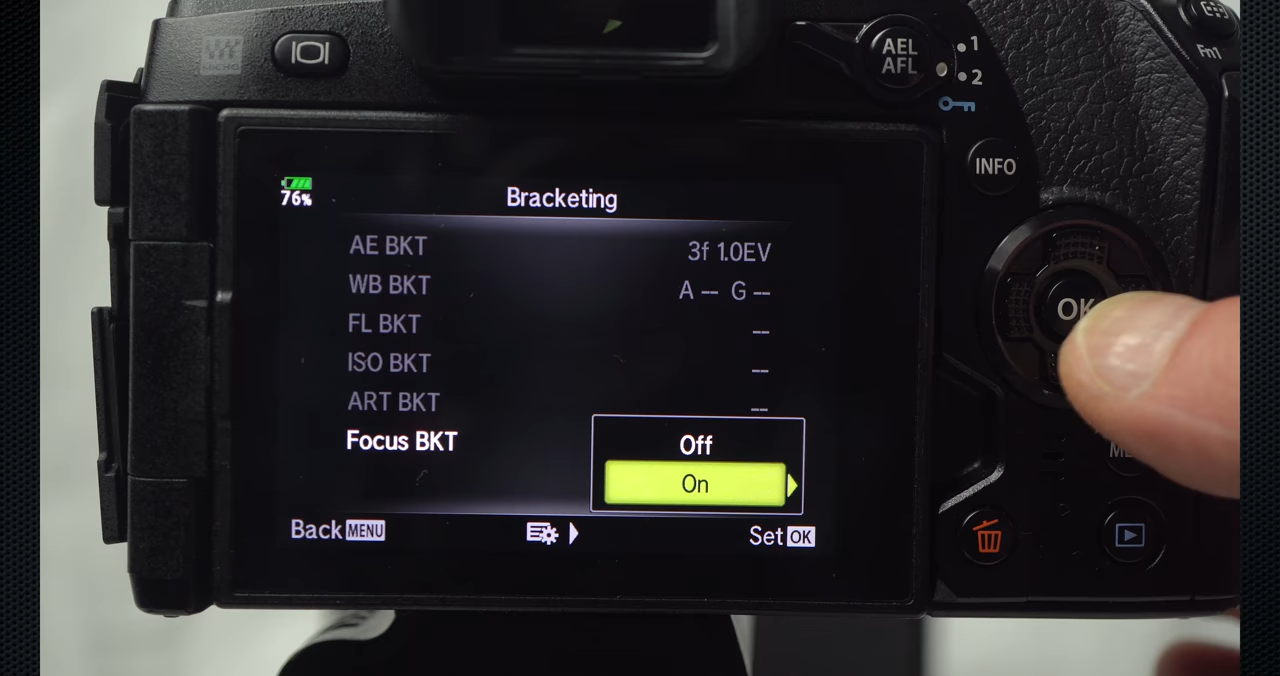 AEL
AFL
1
2
Fn1
INFO
76%
Bracketing
AE BKT 3f 1.0EV
WB BKT A -- G --
FL BKT --
ISO BKT --
ART BKT --
Focus BKT Off
On
Back MENU
Set OK
OK